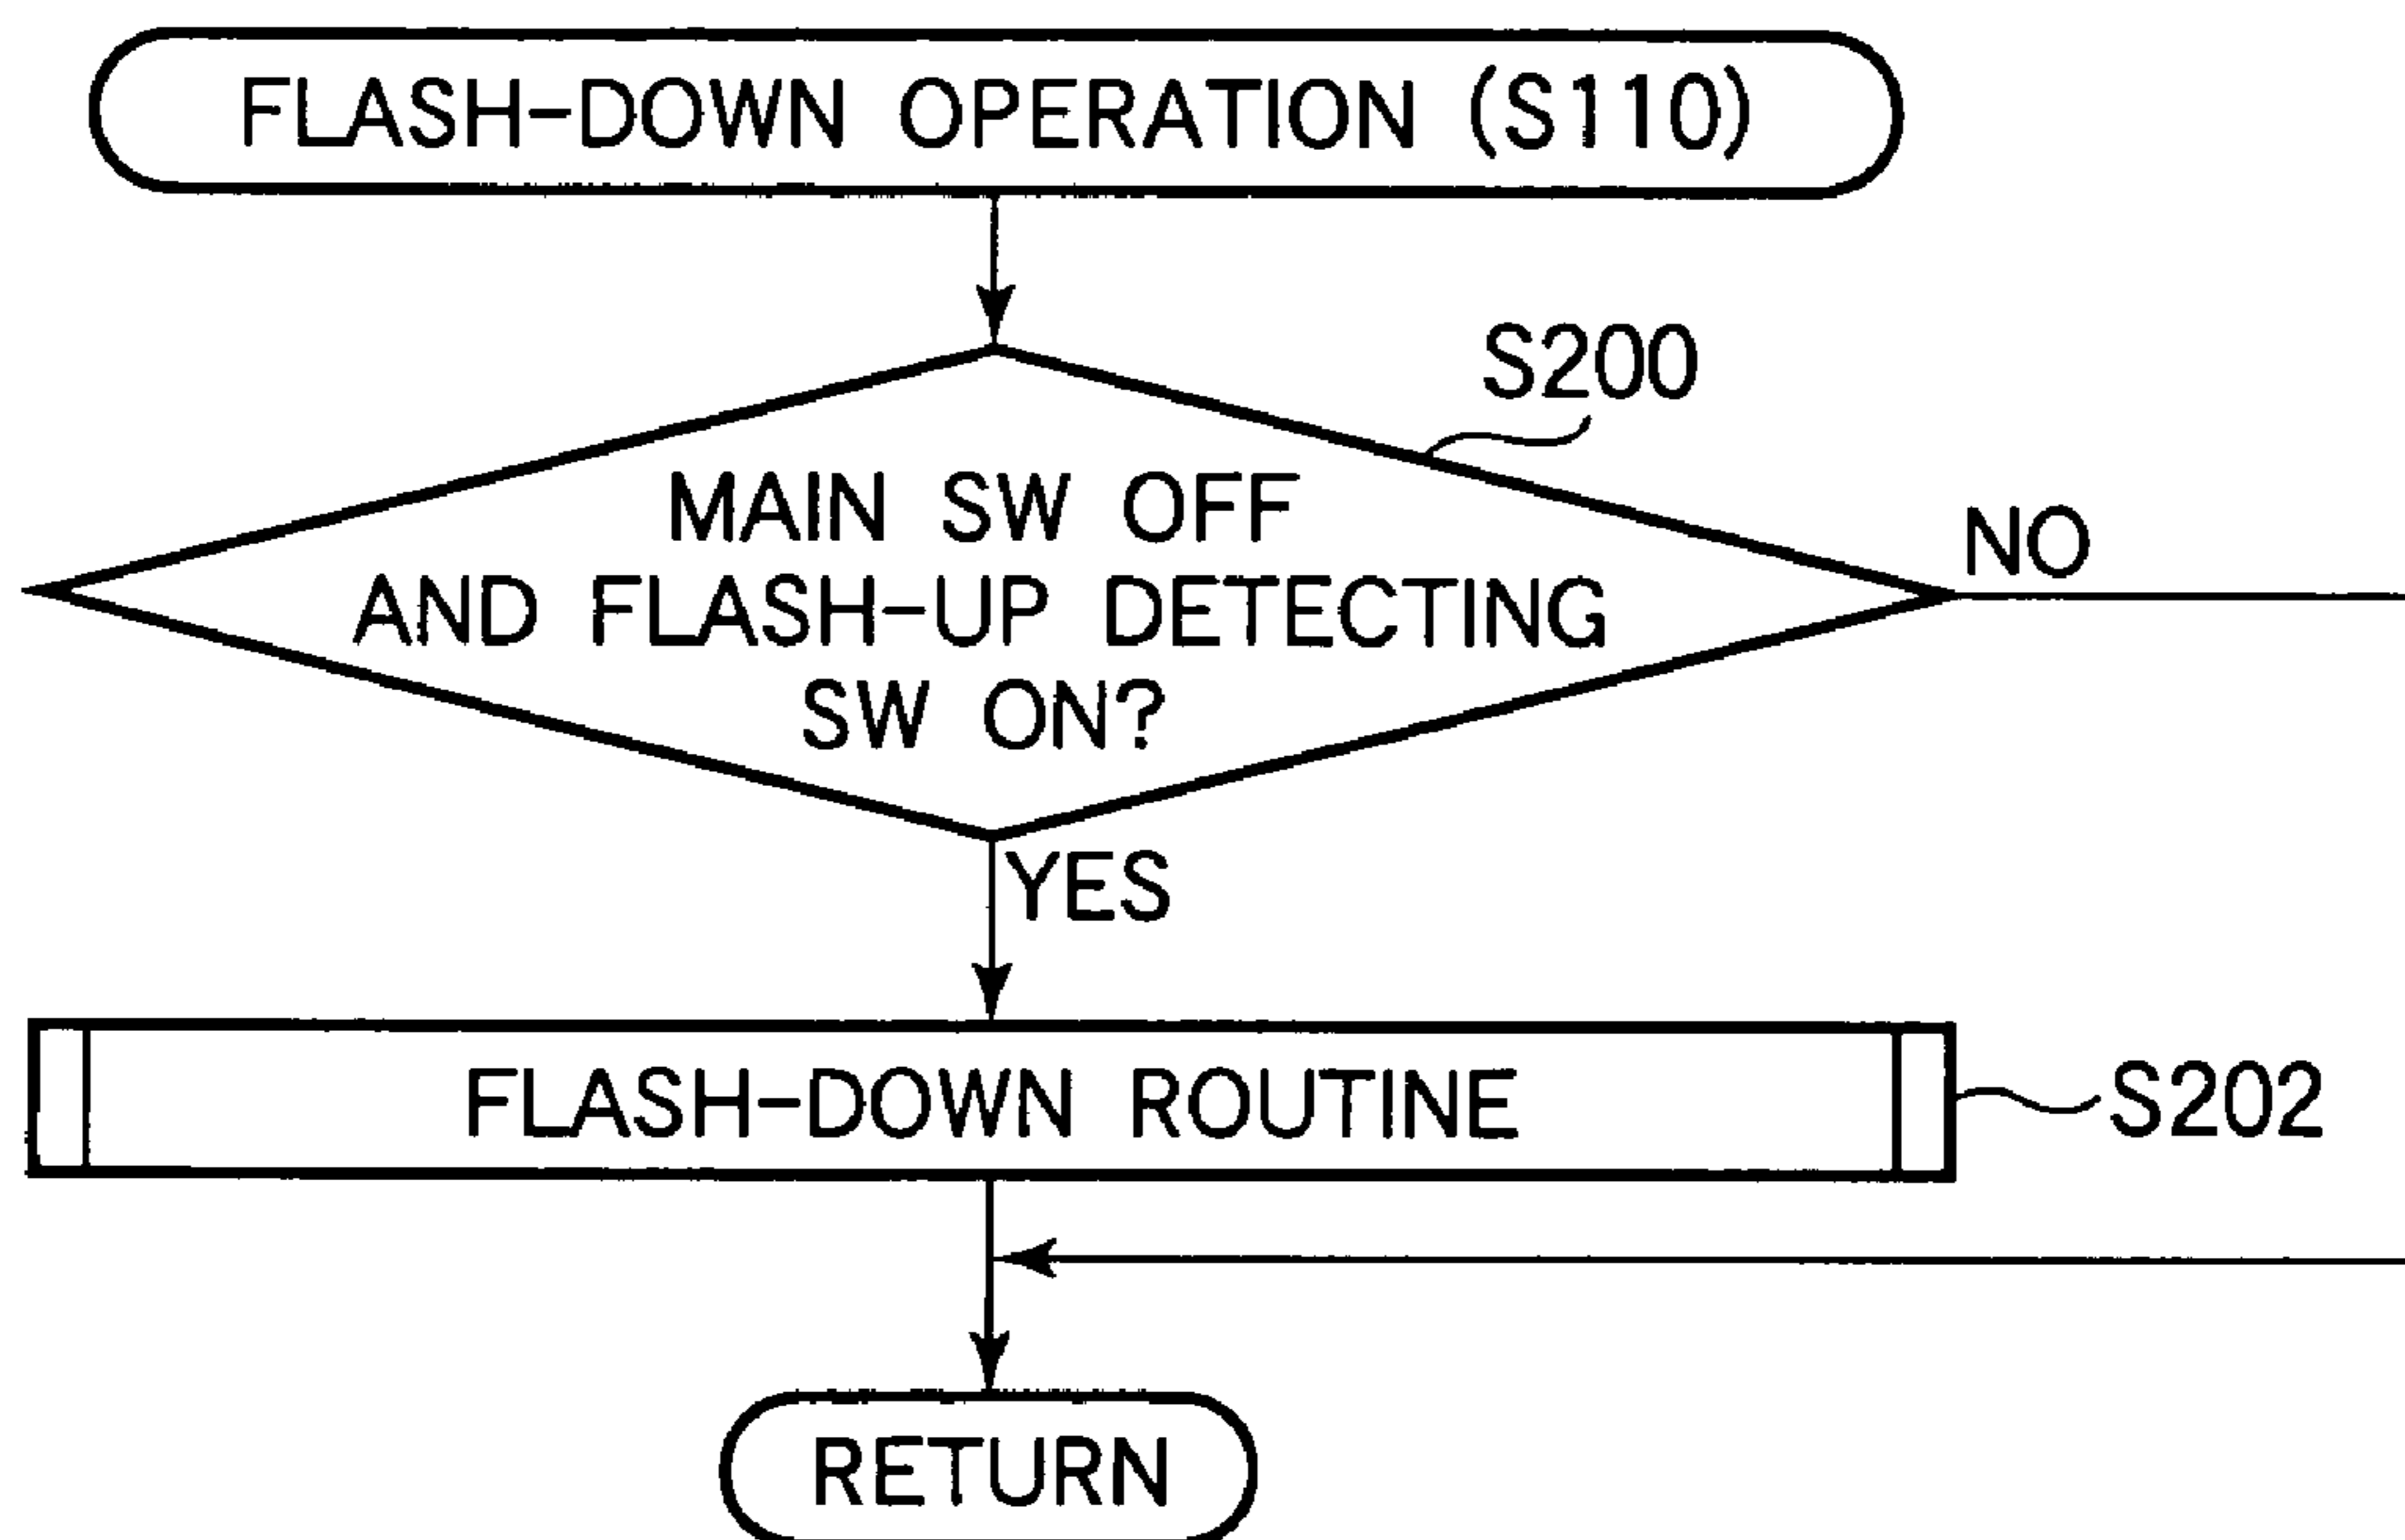 FLASH-DOWN OPERATION (S110)
S200
MAIN SW OFF
AND FLASH-UP DETECTING
SW ON?
NO
YES
FLASH-DOWN ROUTINE
S202
RETURN